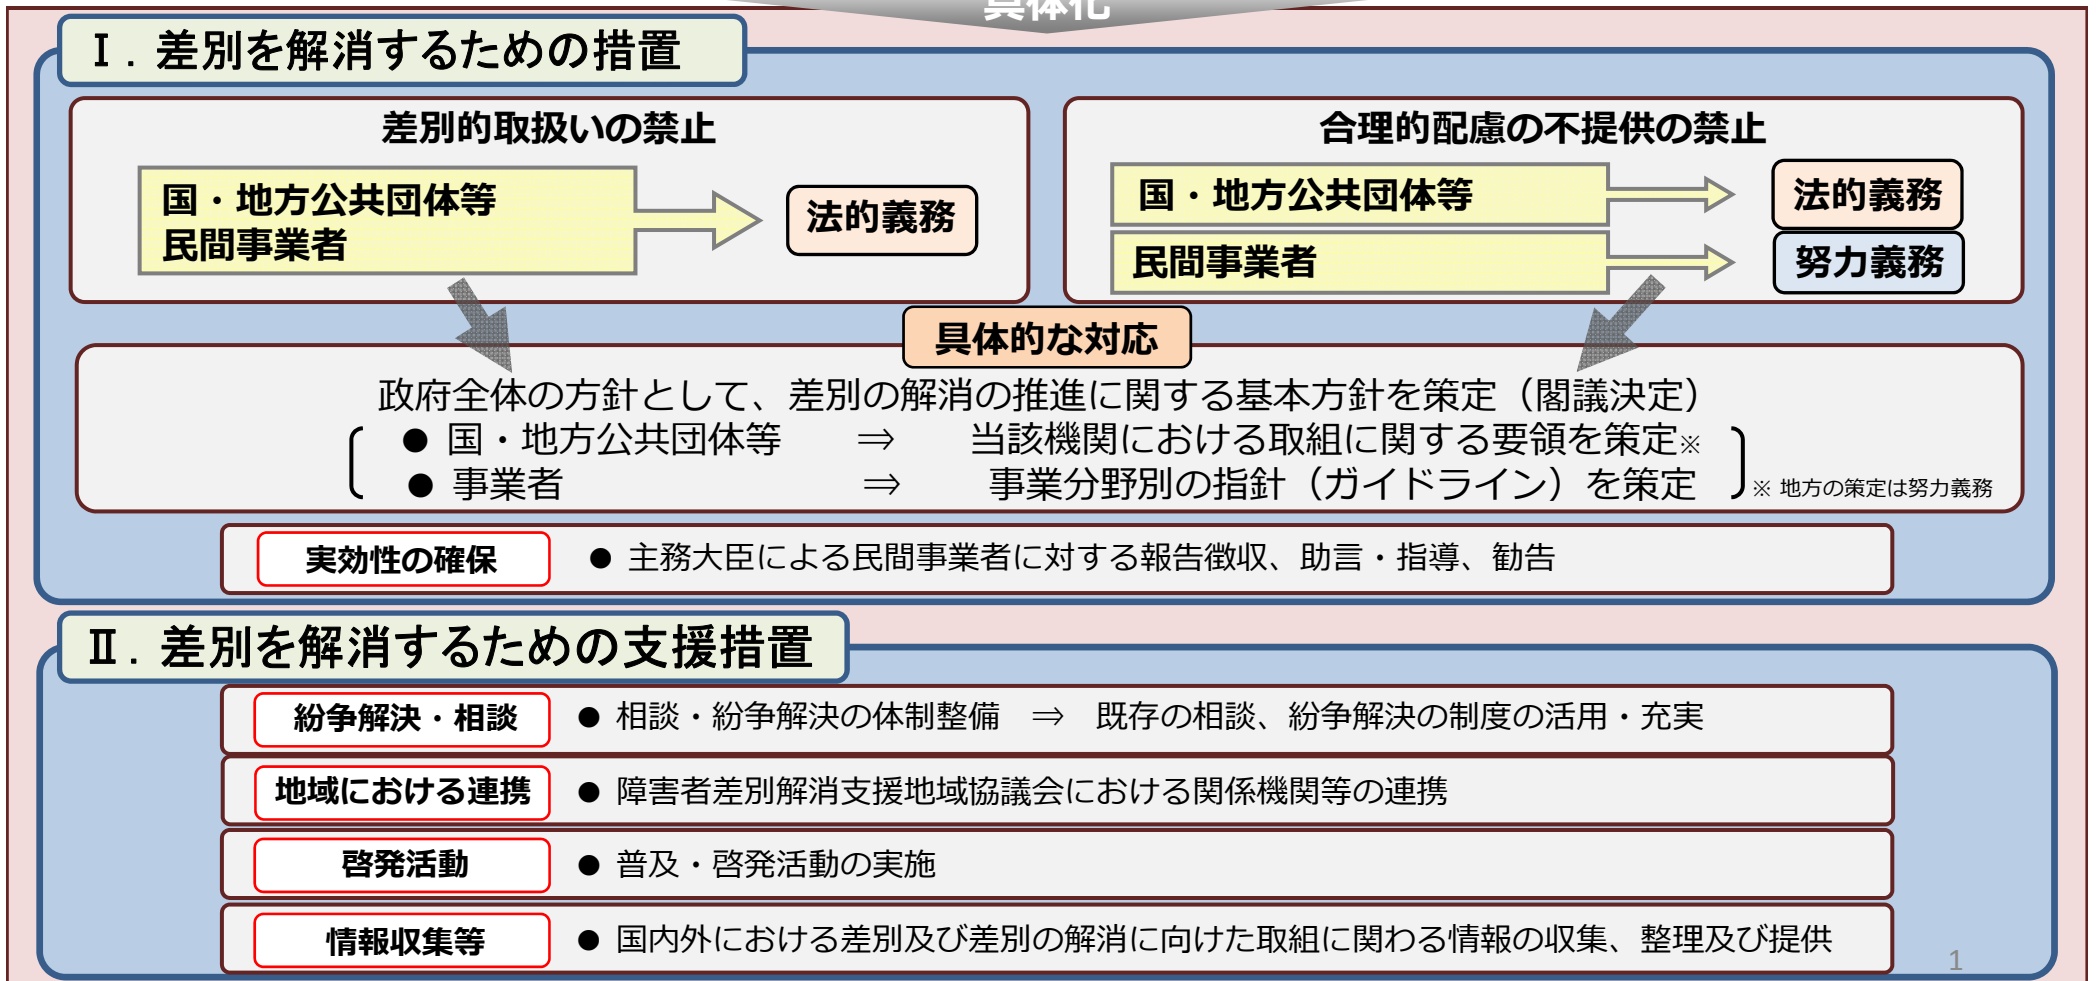 具体化
Ⅰ．差別を解消するための措置
差別的取扱いの禁止
国・地方公共団体等
民間事業者
法的義務
合理的配慮の不提供の禁止
国・地方公共団体等
法的義務
民間事業者
努力義務
具体的な対応
政府全体の方針として、差別の解消の推進に関する基本方針を策定（閣議決定）
● 国・地方公共団体等 ⇒ 当該機関における取組に関する要領を策定※
● 事業者 ⇒ 事業分野別の指針（ガイドライン）を策定
※ 地方の策定は努力義務
実効性の確保
● 主務大臣による民間事業者に対する報告徴収、助言・指導、勧告
Ⅱ．差別を解消するための支援措置
紛争解決・相談
● 相談・紛争解決の体制整備 ⇒ 既存の相談、紛争解決の制度の活用・充実
地域における連携
● 障害者差別解消支援地域協議会における関係機関等の連携
啓発活動
● 普及・啓発活動の実施
情報収集等
● 国内外における差別及び差別の解消に向けた取組に関わる情報の収集、整理及び提供
1